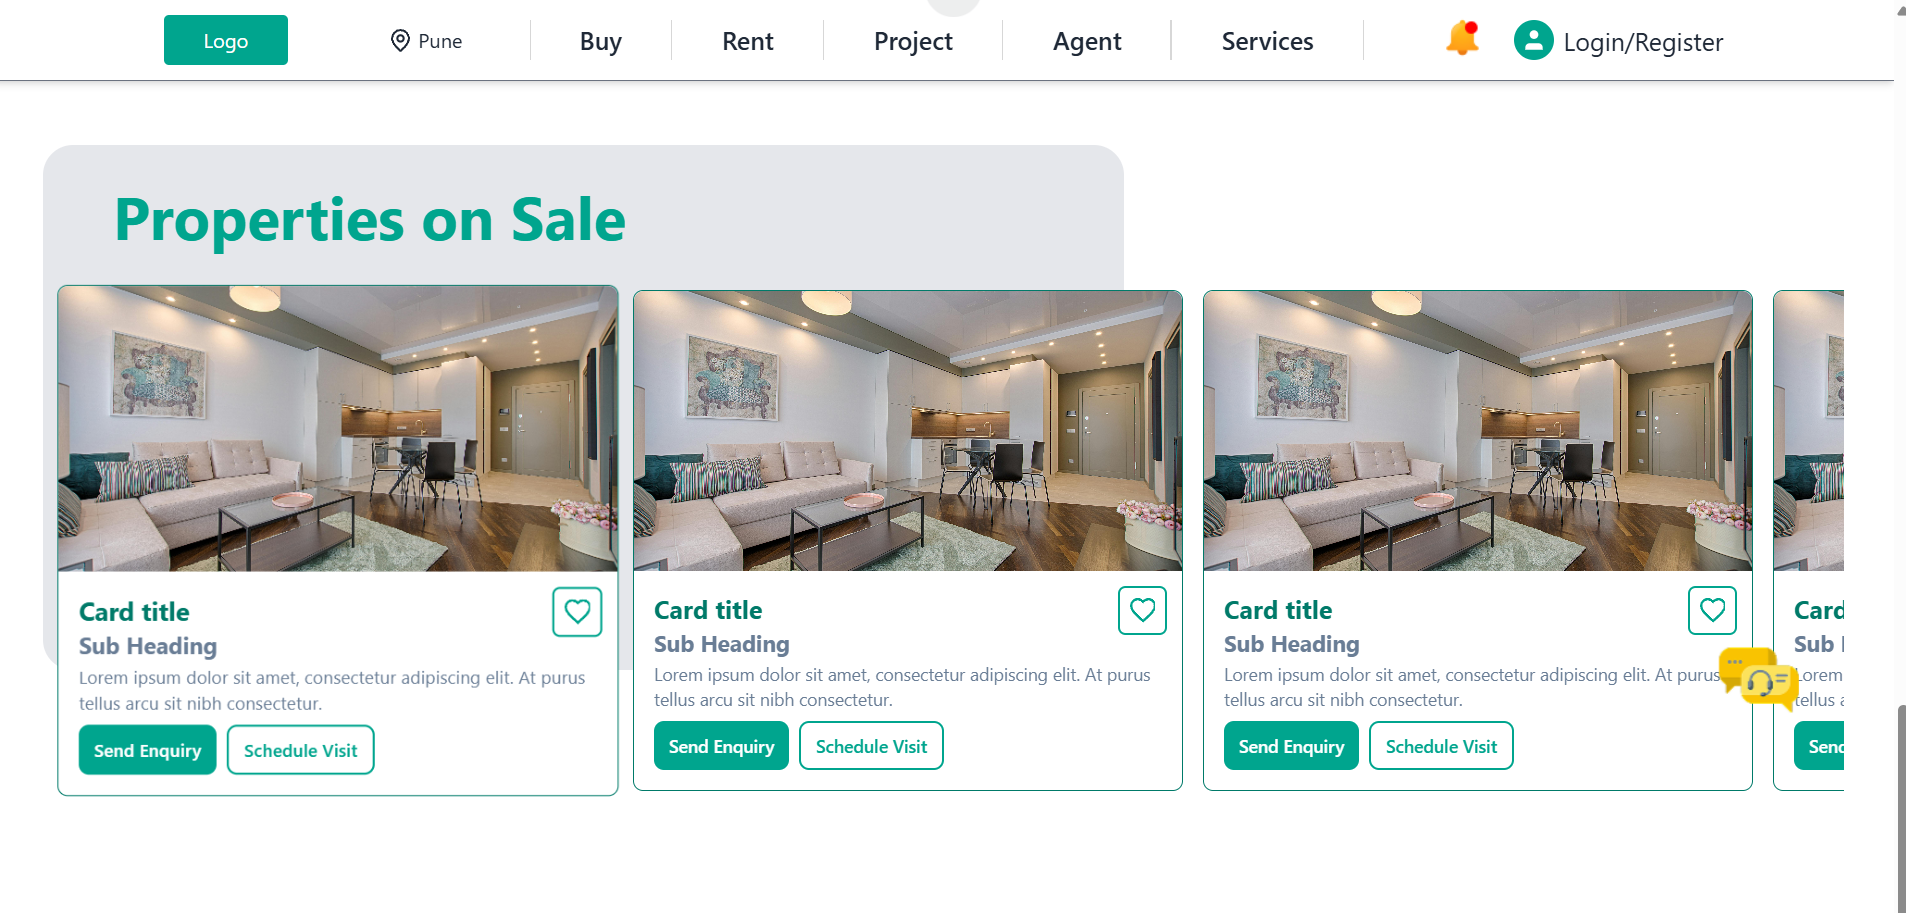 Logo
Pune
Buy
Rent
Project
Agent
Services
Login/Register
Properties on Sale
Card title
Sub Heading
Lorem ipsum dolor sit amet, consectetur adipiscing elit. At purus
tellus arcu sit nibh consectetur.
Send Enquiry
Schedule Visit
Card title
Sub Heading
Lorem ipsum dolor sit amet, consectetur adipiscing elit. At purus
tellus arcu sit nibh consectetur.
Send Enquiry
Schedule Visit
Card title
Sub Heading
Lorem ipsum dolor sit amet, consectetur adipiscing elit. At purus
tellus arcu sit nibh consectetur.
Send Enquiry
Schedule Visit
Card
Sub
Lorem
tellus
Send